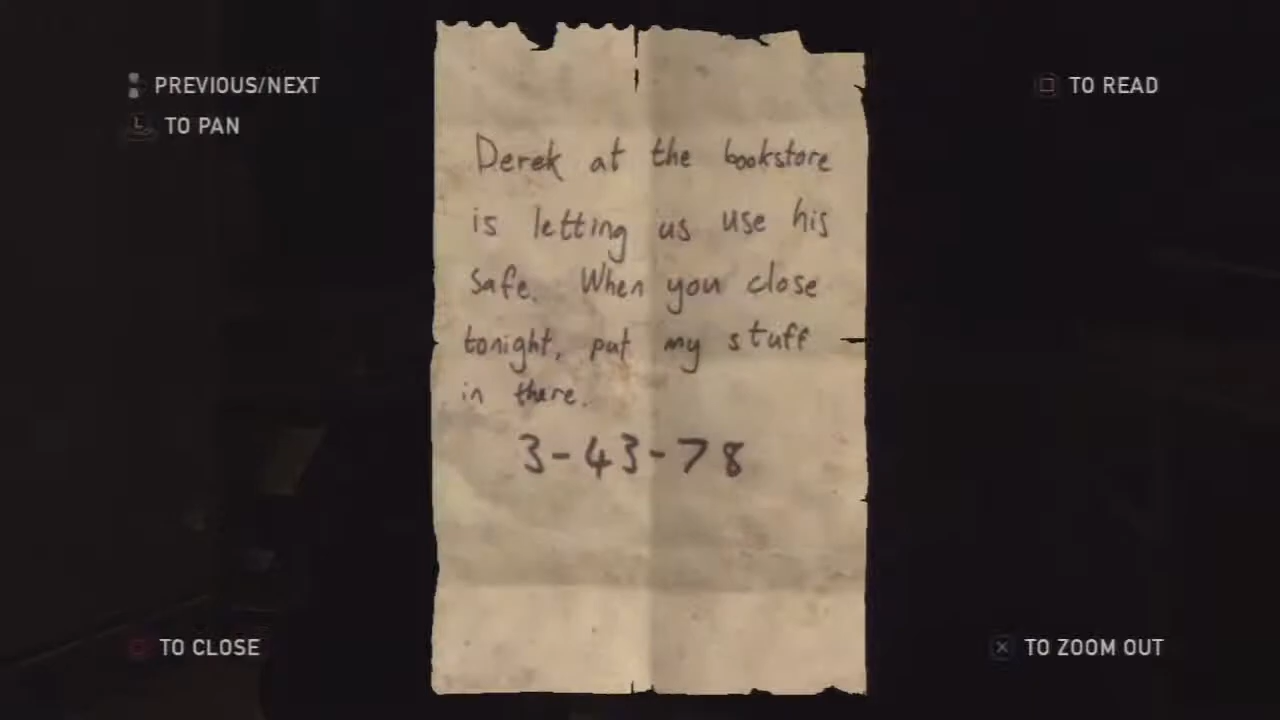 PREVIOUS/NEXT
TO PAN
TO READ
Derek at the bookstore
is letting us use his
safe. When you close
tonight, put my stuff
in there.
3-43-78
TO CLOSE
TO ZOOM OUT